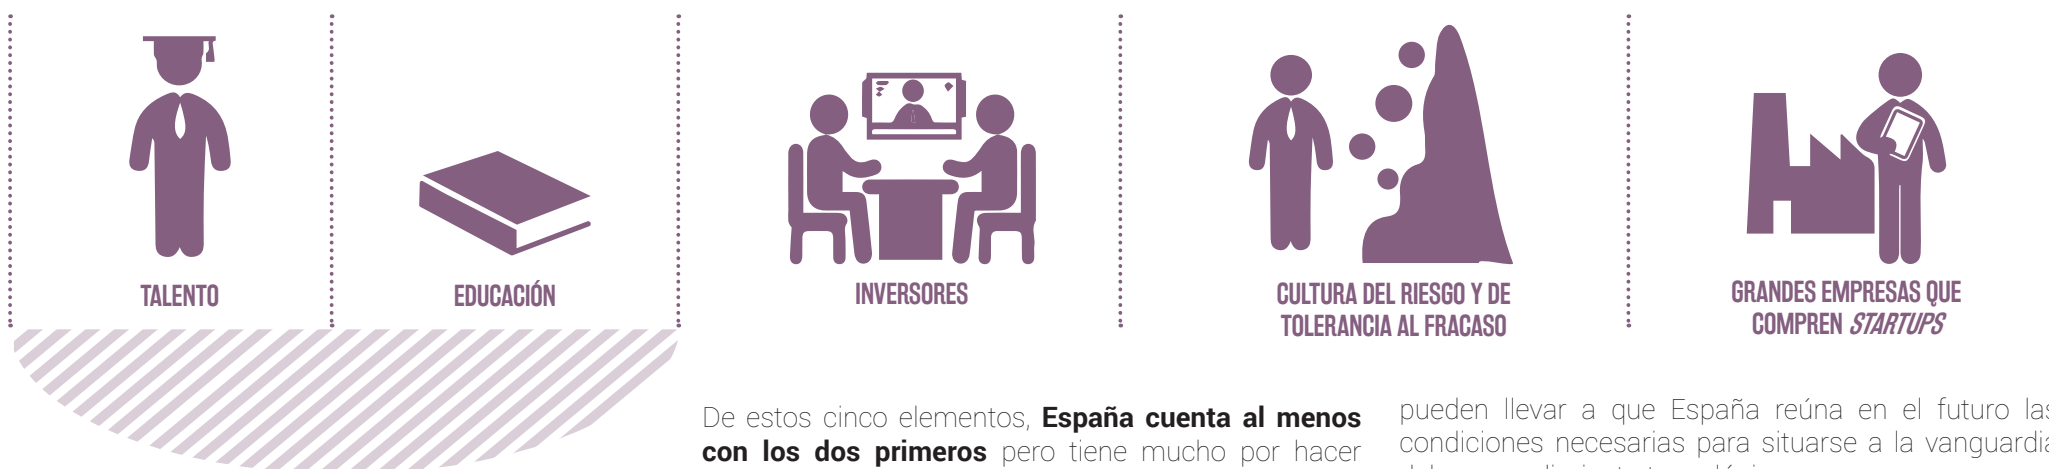 TALENTO
EDUCACIÓN
INVERSORES
CULTURA DEL RIESGO Y DE
TOLERANCIA AL FRACASO
GRANDES EMPRESAS QUE
COMPREN STARTUPS
De estos cinco elementos, España cuenta al menos
con los dos primeros pero tiene mucho por hacer
pueden llevar a que España reúna en el futuro las
condiciones necesarias para situarse a la vanguardia